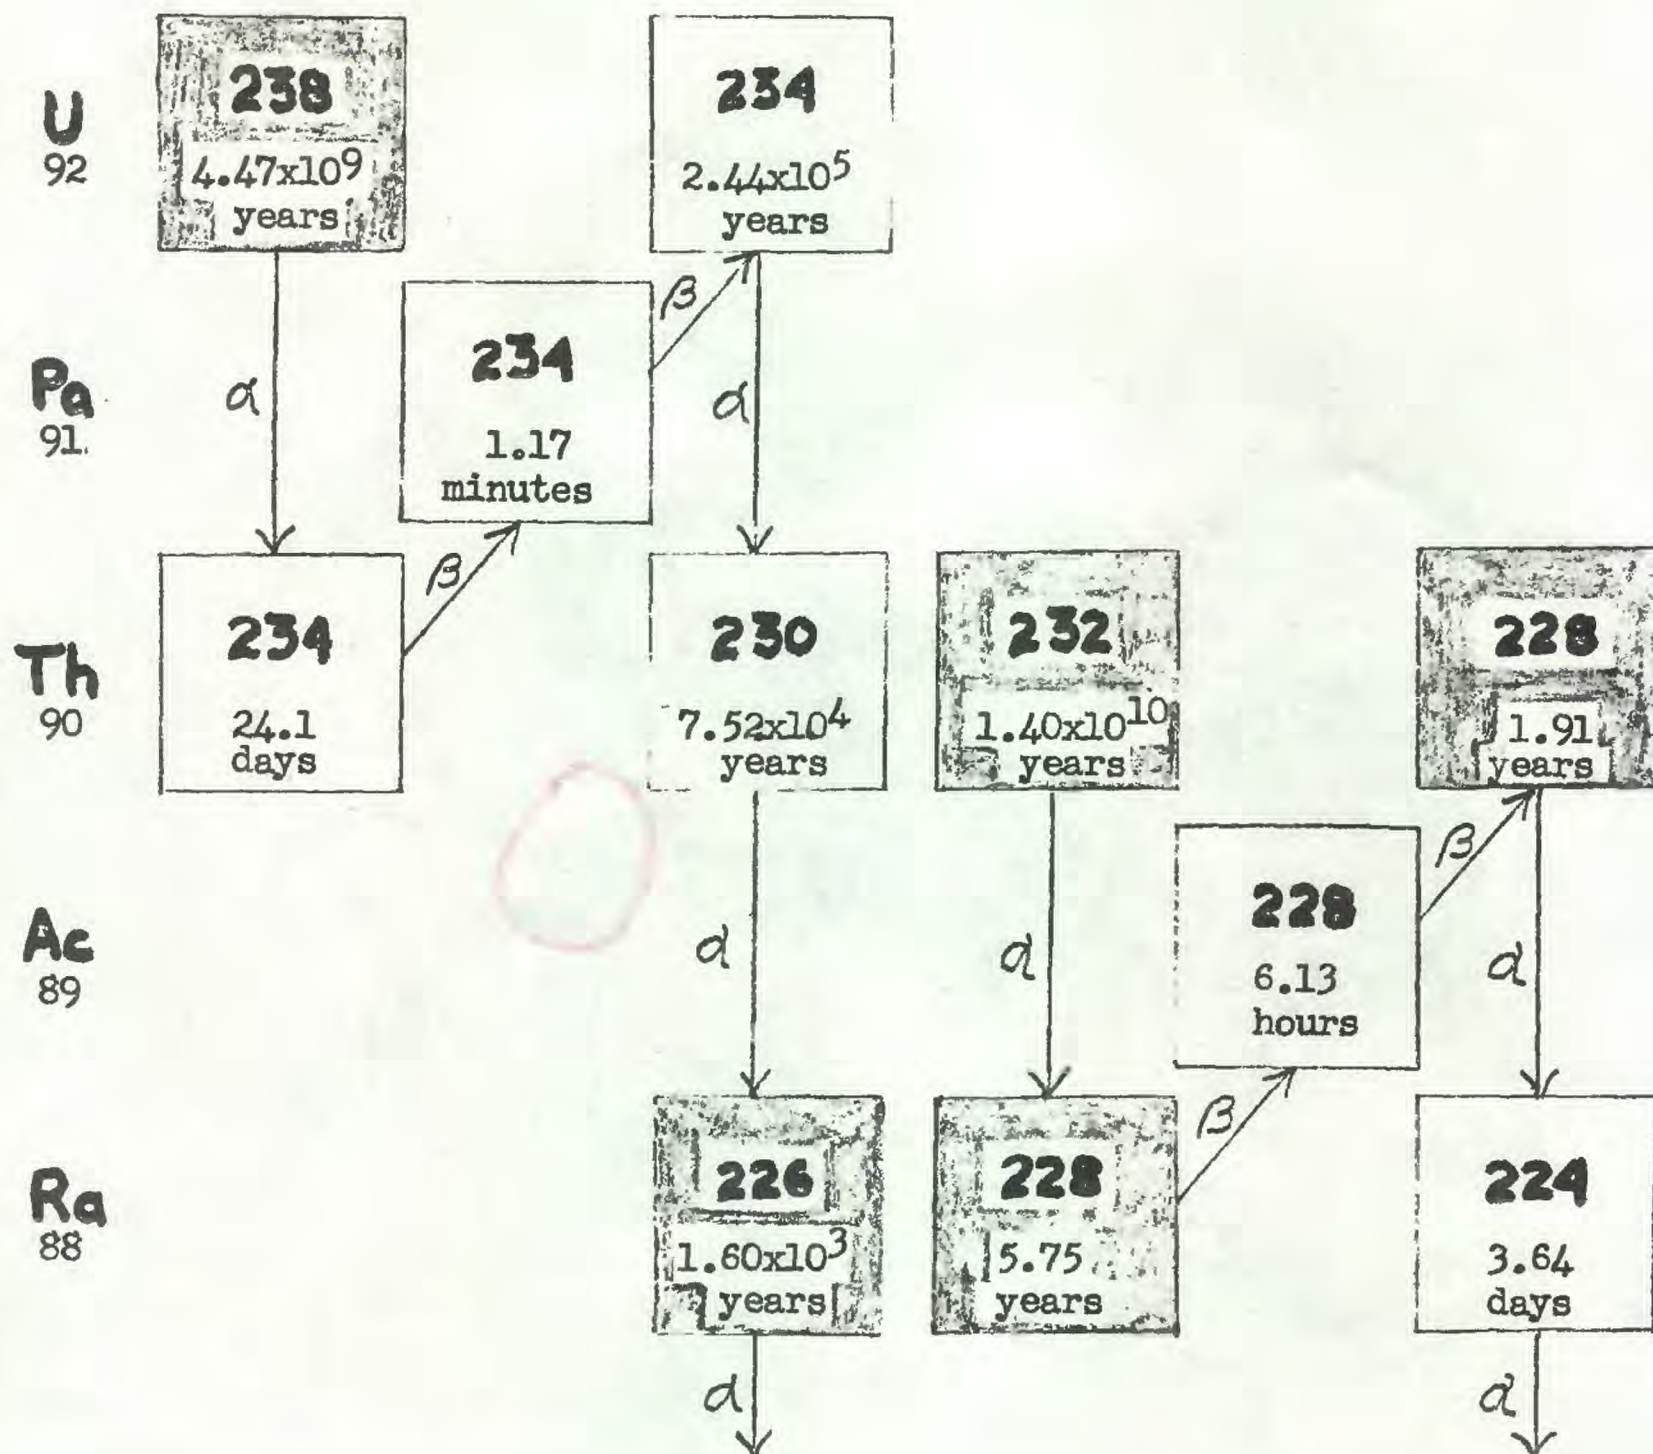 U
92
238
4.47x10⁹
years
234
2.44x10⁵
years
Pa
91.
α
β
α
234
1.17
minutes
Th
90
234
24.1
days
β
230
7.52x10⁴
years
232
1.40x10¹⁰
years
228
1.91
years
Ac
89
α
α
β
α
228
6.13
hours
Ra
88
226
1.60x10³
years
228
5.75
years
β
224
3.64
days
α
α